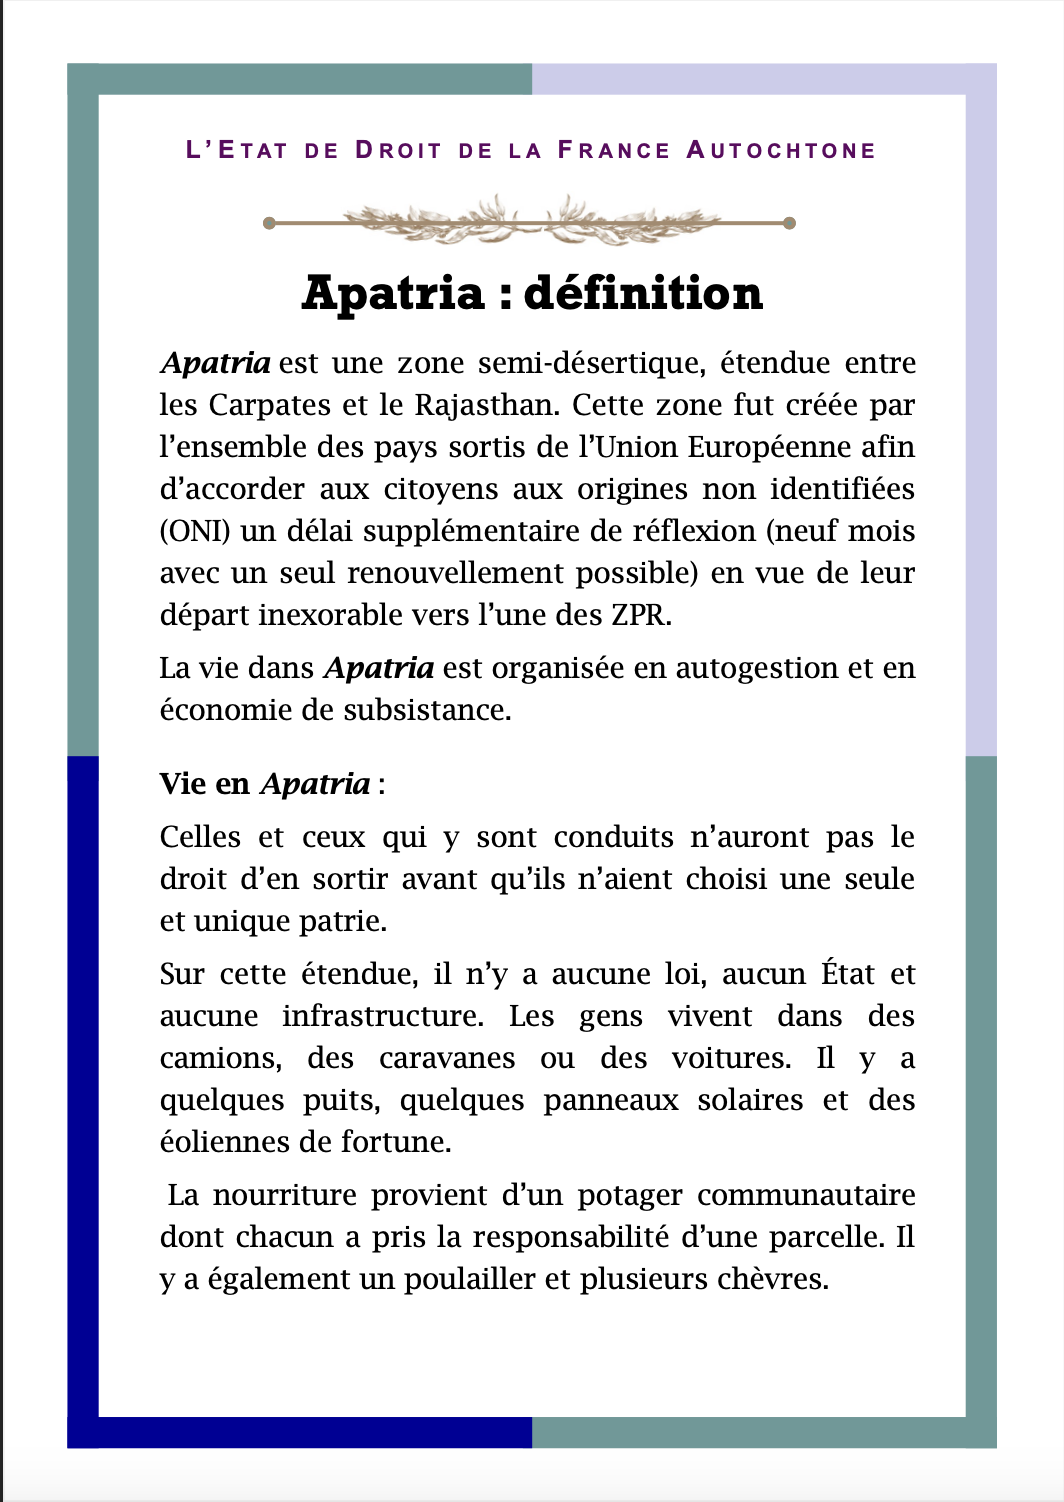 L’ETAT DE DROIT DE LA FRANCE AUTOCHTONE
Apatria : définition
Apatria est une zone semi-désertique, étendue entre
les Carpates et le Rajasthan. Cette zone fut créée par
l’ensemble des pays sortis de l’Union Européenne afin
d’accorder aux citoyens aux origines non identifiées
(ONI) un délai supplémentaire de réflexion (neuf mois
avec un seul renouvellement possible) en vue de leur
départ inexorable vers l’une des ZPR.
La vie dans Apatria est organisée en autogestion et en
économie de subsistance.
Vie en Apatria :
Celles et ceux qui y sont conduits n’auront pas le
droit d’en sortir avant qu’ils n’aient choisi une seule
et unique patrie.
Sur cette étendue, il n’y a aucune loi, aucun État et
aucune infrastructure. Les gens vivent dans des
camions, des caravanes ou des voitures. Il y a
quelques puits, quelques panneaux solaires et des
éoliennes de fortune.
La nourriture provient d’un potager communautaire
dont chacun a pris la responsabilité d’une parcelle. Il
y a également un poulailler et plusieurs chèvres.